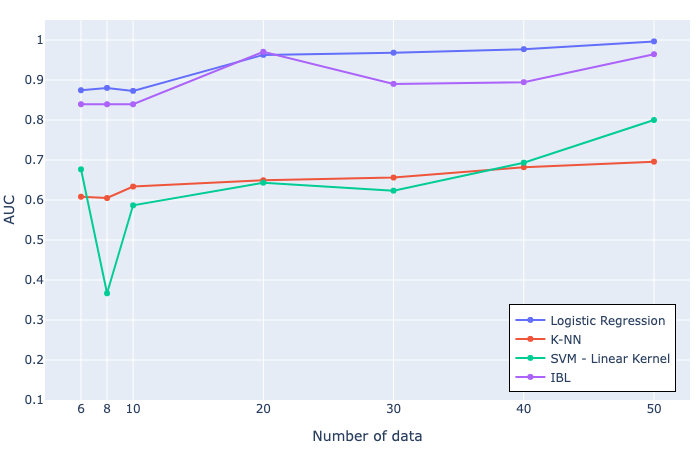 1
0.9
0.8
0.7
0.6
0.5
0.4
0.3
0.2
0.1
AUC
6 8 10 20 30 40 50
Number of data
Logistic Regression
K-NN
SVM - Linear Kernel
IBL